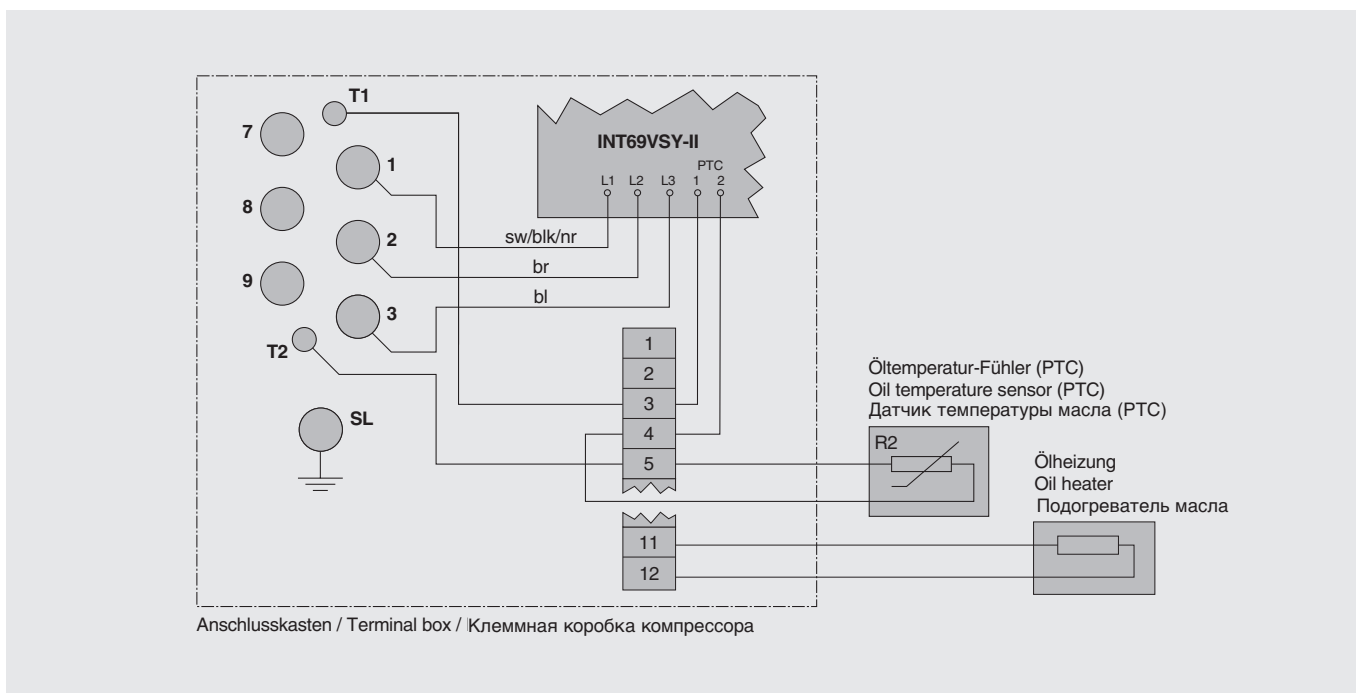 T1
7
1
8
2
9
3
T2
SL
INT69VSY-II
PTC
L1 L2 L3 1 2
sw/blk/nr
br
bl
1
2
3
4
5
11
12
Öltemperatur-Fühler (PTC)
Oil temperature sensor (PTC)
Датчик температуры масла (PTC)
R2
Ölheizung
Oil heater
Подогреватель масла
Anschlusskasten / Terminal box / Клеммная коробка компрессора